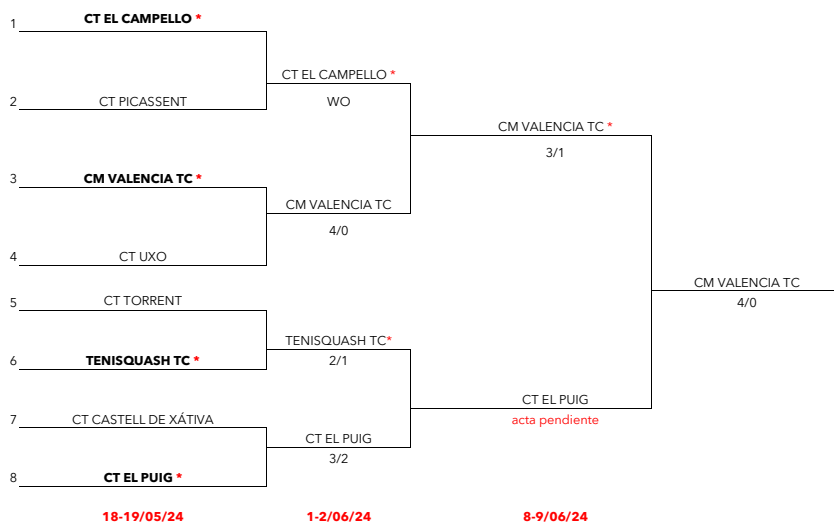 1 CT EL CAMPELLO *
CT EL CAMPELLO *
2 CT PICASSENT
WO
CM VALENCIA TC *
3/1
3 CM VALENCIA TC *
CM VALENCIA TC
4/0
4 CT UXO
CM VALENCIA TC
4/0
5 CT TORRENT
TENISQUASH TC*
2/1
6 TENISQUASH TC *
CT EL PUIG
acta pendiente
7 CT CASTELL DE XÁTIVA
CT EL PUIG
3/2
8 CT EL PUIG *
18-19/05/24 1-2/06/24 8-9/06/24